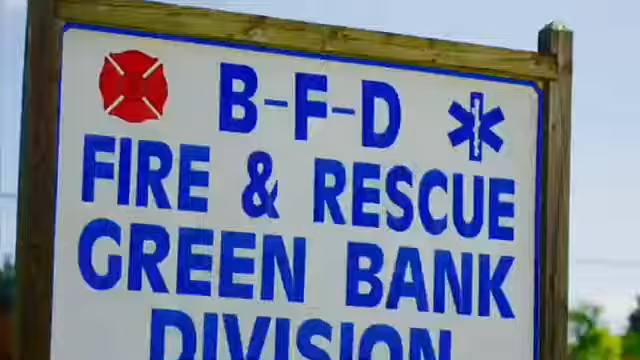 B-F-D
FIRE & RESCUE
GREEN BANK
DIVISION